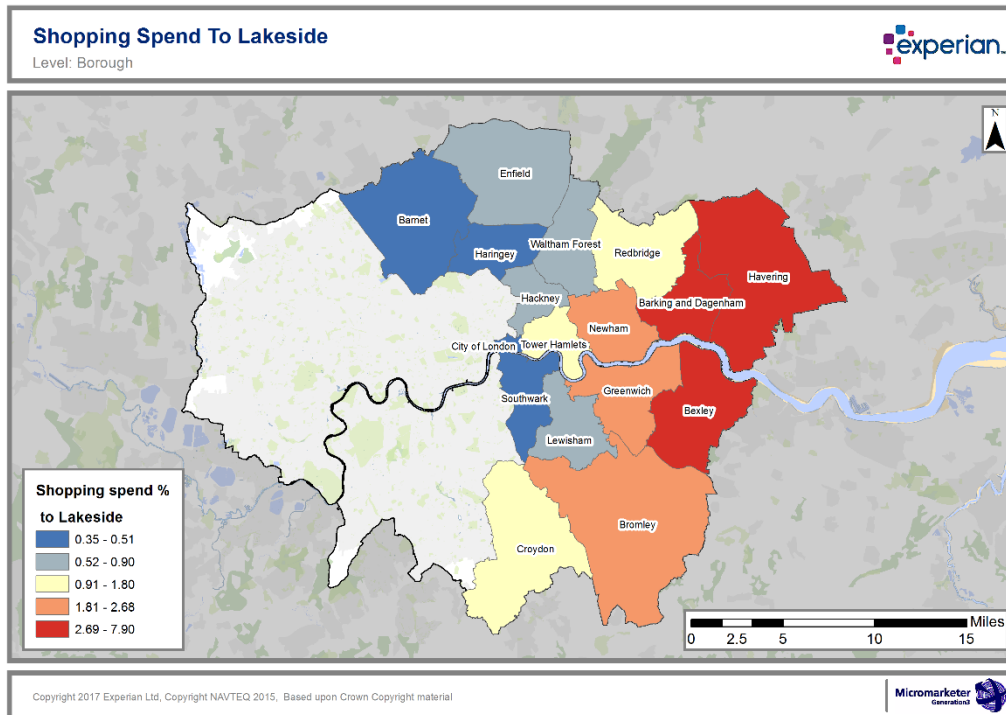 Shopping Spend To Lakeside
Level: Borough
experian.
N
Enfield
Barnet
Haringey
Waltham Forest
Redbridge
Havering
Hackney
Barking and Dagenham
Newham
City of London
Tower Hamlets
Greenwich
Southwark
Bexley
Lewisham
Bromley
Croydon
Shopping spend %
to Lakeside
0.35 - 0.51
0.52 - 0.90
0.91 - 1.80
1.81 - 2.68
2.69 - 7.90
Miles
0 2.5 5 10 15
Copyright 2017 Experian Ltd, Copyright NAVTEQ 2015, Based upon Crown Copyright material
Micromarketer
Generation3